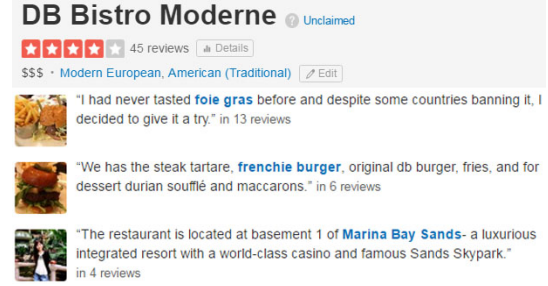 DB Bistro Moderne Unclaimed
45 reviews Details
$$$ · Modern European, American (Traditional) Edit
“I had never tasted foie gras before and despite some countries banning it, I
decided to give it a try.” in 13 reviews
“We has the steak tartare, frenchie burger, original db burger, fries, and for
dessert durian soufflé and maccarons.” in 6 reviews
“The restaurant is located at basement 1 of Marina Bay Sands- a luxurious
integrated resort with a world-class casino and famous Sands Skypark.”
in 4 reviews